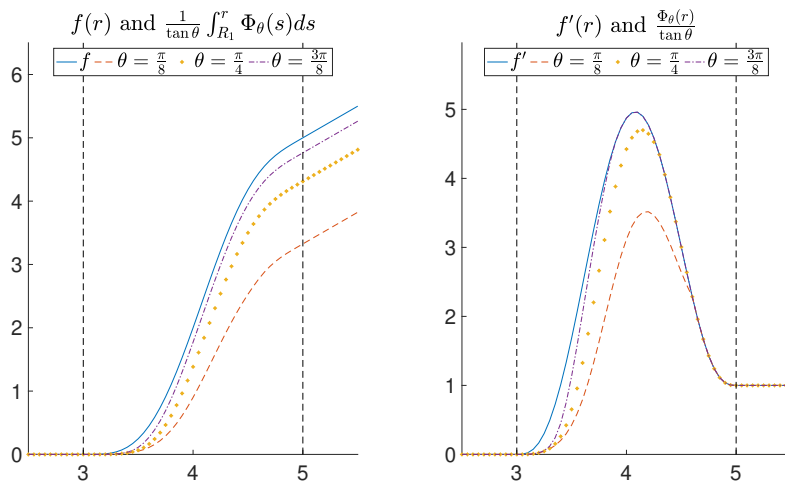 f(r) and 1/tan θ ∫_{R_1}^{r} Φ_θ(s)ds
f θ = π/8 θ = π/4 θ = 3π/8
6
5
4
3
2
1
0
3 4 5
f′(r) and Φ_θ(r)/tan θ
f′ θ = π/8 θ = π/4 θ = 3π/8
5
4
3
2
1
0
3 4 5